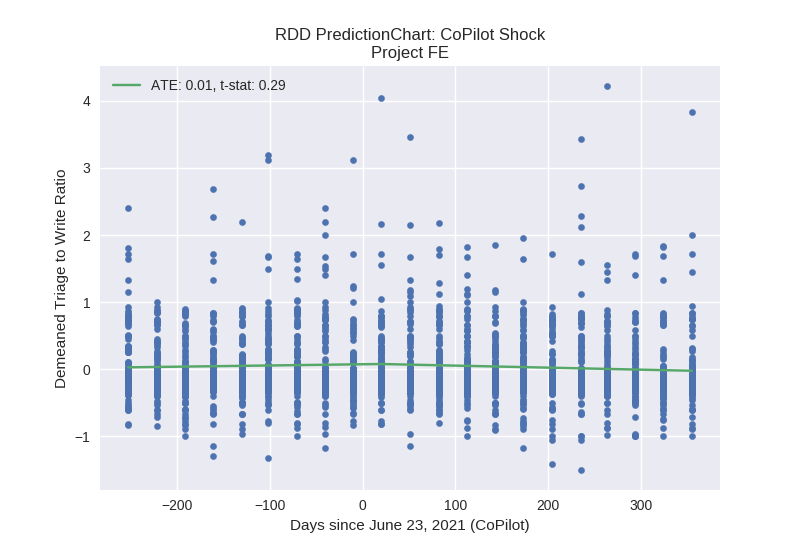 RDD PredictionChart: CoPilot Shock
Project FE
ATE: 0.01, t-stat: 0.29
Demeaned Triage to Write Ratio
4
3
2
1
0
−1
−200
−100
0
100
200
300
Days since June 23, 2021 (CoPilot)